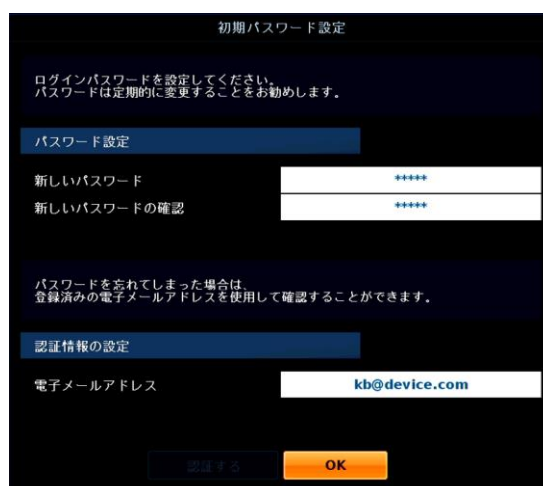 初期パスワード設定
ログインパスワードを設定してください。
パスワードは定期的に変更することをお勧めします。
パスワード設定
新しいパスワード *****
新しいパスワードの確認 *****
パスワードを忘れてしまった場合は、
登録済みの電子メールアドレスを使用して確認することができます。
認証情報の設定
電子メールアドレス kb@device.com
認証する OK